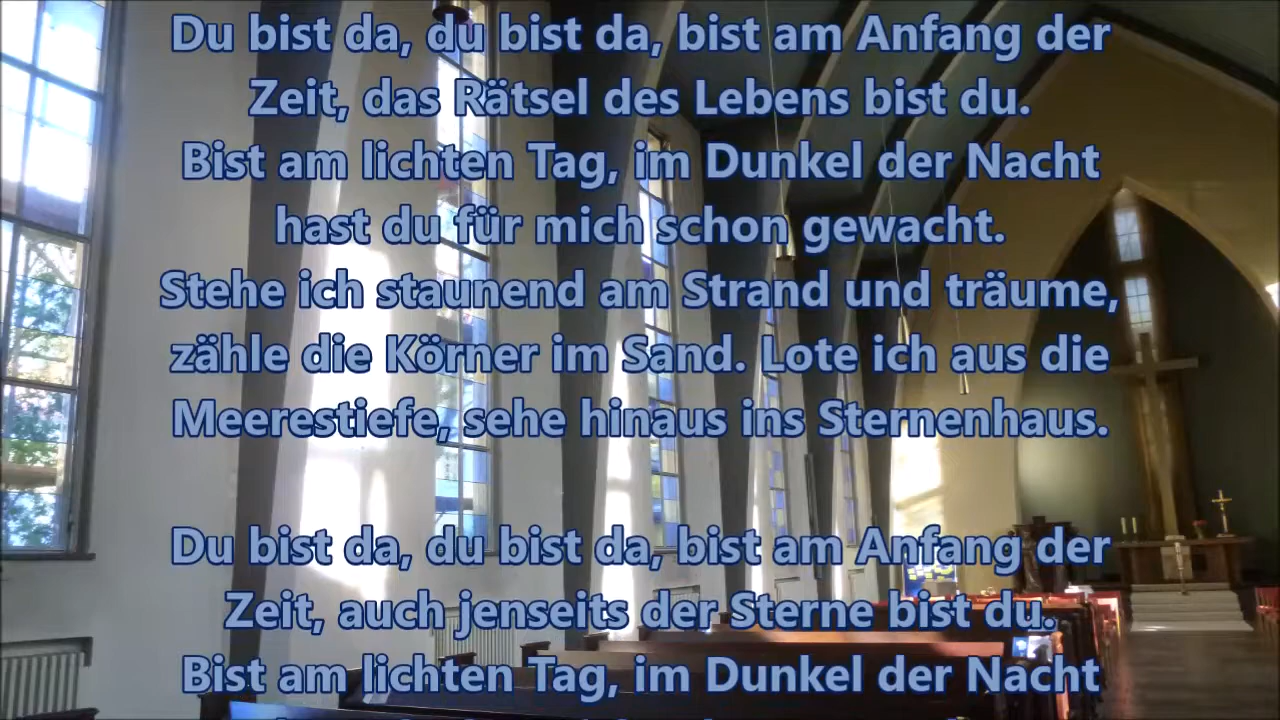 Du bist da, du bist da, bist am Anfang der
Zeit, das Rätsel des Lebens bist du.
Bist am lichten Tag, im Dunkel der Nacht
hast du für mich schon gewacht.
Stehe ich staunend am Strand und träume,
zähle die Körner im Sand. Lote ich aus die
Meerestiefe, sehe hinaus ins Sternenhaus.
Du bist da, du bist da, bist am Anfang der
Zeit, auch jenseits der Sterne bist du.
Bist am lichten Tag, im Dunkel der Nacht